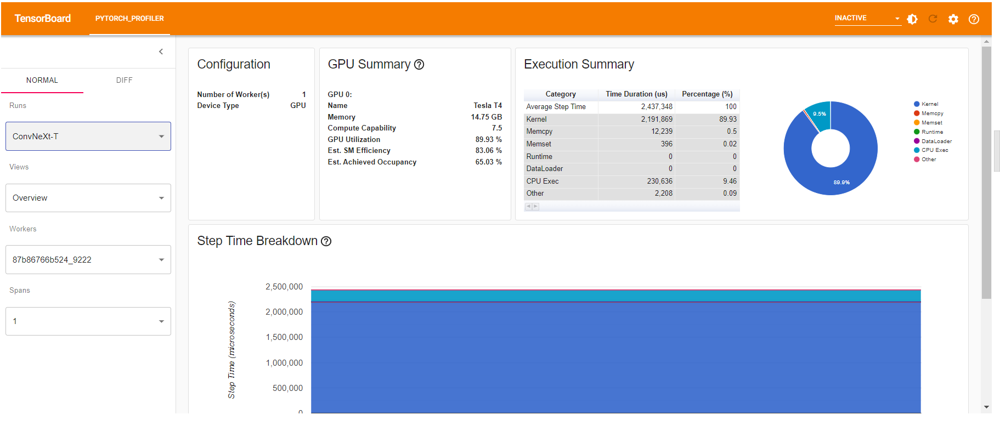 TensorBoard
PYTORCH_PROFILER
INACTIVE
NORMAL
DIFF
Runs
ConvNeXt-T
Views
Overview
Workers
87b86766b524_9222
Spans
1
Configuration
Number of Worker(s) 1
Device Type GPU
GPU Summary
GPU 0:
Name Tesla T4
Memory 14.75 GB
Compute Capability 7.5
GPU Utilization 89.93 %
Est. SM Efficiency 83.06 %
Est. Achieved Occupancy 65.03 %
Execution Summary
Category Time Duration (us) Percentage (%)
Average Step Time 2,437,348 100
Kernel 2,191,869 89.93
Memcpy 12,239 0.5
Memset 396 0.02
Runtime 0 0
DataLoader 0 0
CPU Exec 230,636 9.46
Other 2,208 0.09
9.5%
89.9%
Kernel
Memcpy
Memset
Runtime
DataLoader
CPU Exec
Other
Step Time Breakdown
Step Time (microseconds)
2,500,000
2,000,000
1,500,000
1,000,000
500,000
0